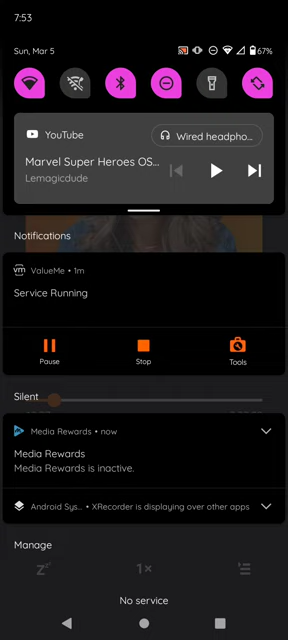 7:53
Sun, Mar 5
67%
YouTube
Wired headpho...
Marvel Super Heroes OS...
Lemagicdude
Notifications
vm ValueMe • 1m
Service Running
Pause
Stop
Tools
Silent
Media Rewards • now
Media Rewards
Media Rewards is inactive.
Android Sys... • XRecorder is displaying over other apps
Manage
zzz
1×
No service